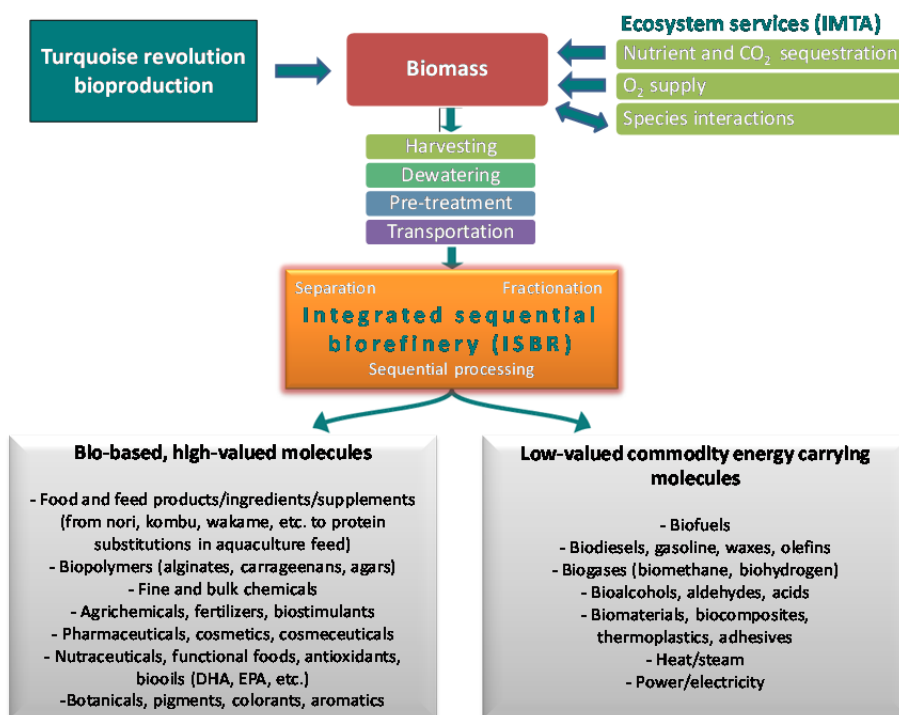 Turquoise revolution
bioproduction
Biomass
Ecosystem services (IMTA)
Nutrient and CO₂ sequestration
O₂ supply
Species interactions
Harvesting
Dewatering
Pre-treatment
Transportation
Separation
Fractionation
Integrated sequential
biorefinery (ISBR)
Sequential processing
Bio-based, high-valued molecules
- Food and feed products/ingredients/supplements
(from nori, kombu, wakame, etc. to protein
substitutions in aquaculture feed)
- Biopolymers (alginates, carrageenans, agars)
- Fine and bulk chemicals
- Agrichemicals, fertilizers, biostimulants
- Pharmaceuticals, cosmetics, cosmeceuticals
- Nutraceuticals, functional foods, antioxidants,
biooils (DHA, EPA, etc.)
-Botanicals, pigments, colorants, aromatics
Low-valued commodity energy carrying
molecules
- Biofuels
- Biodiesels, gasoline, waxes, olefins
- Biogases (biomethane, biohydrogen)
- Bioalcohols, aldehydes, acids
- Biomaterials, biocomposites,
thermoplastics, adhesives
- Heat/steam
- Power/electricity